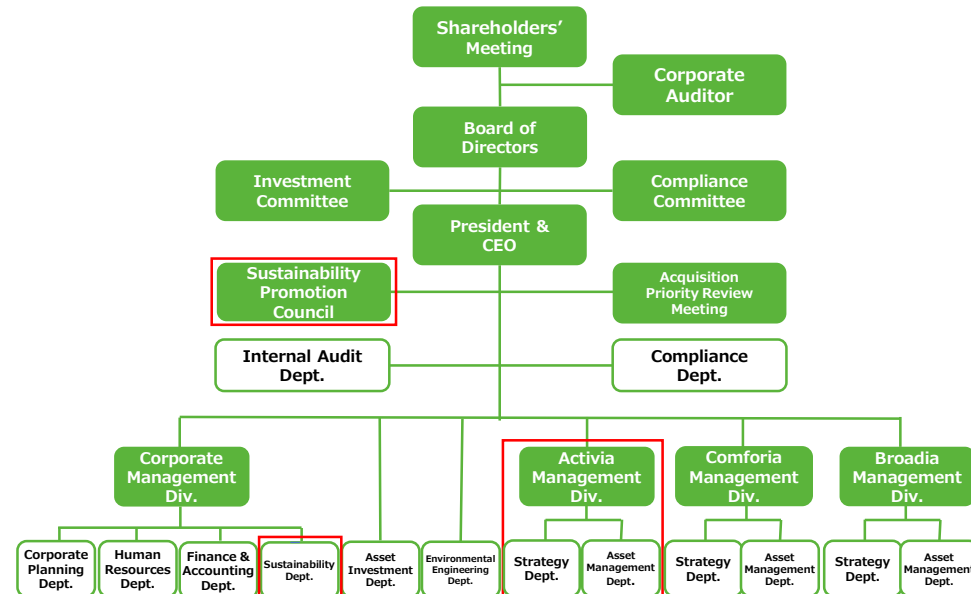 Shareholders’
Meeting
Corporate
Auditor
Board of
Directors
Investment
Committee
Compliance
Committee
President &
CEO
Sustainability
Promotion
Council
Acquisition
Priority Review
Meeting
Internal Audit
Dept.
Compliance
Dept.
Corporate
Management
Div.
Activia
Management
Div.
Comforia
Management
Div.
Broadia
Management
Div.
Corporate
Planning
Dept.
Human
Resources
Dept.
Finance &
Accounting
Dept.
Sustainability
Dept.
Asset
Investment
Dept.
Environmental
Engineering
Dept.
Strategy
Dept.
Asset
Management
Dept.
Strategy
Dept.
Asset
Management
Dept.
Strategy
Dept.
Asset
Management
Dept.